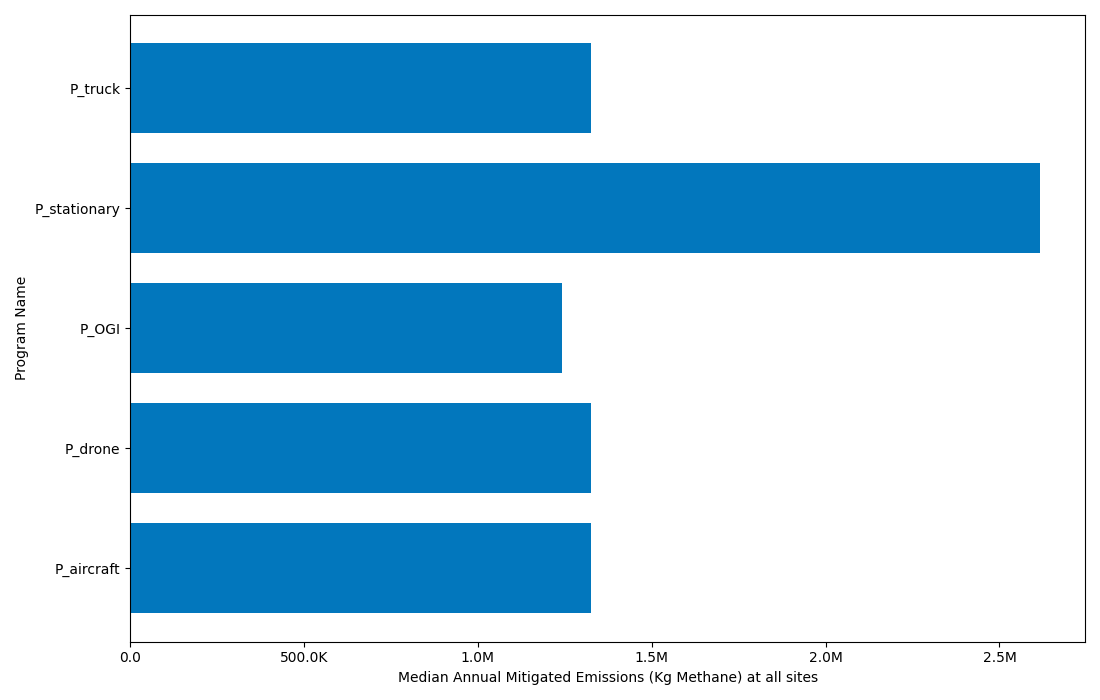 Program Name
P_truck
P_stationary
P_OGI
P_drone
P_aircraft
0.0 500.0K 1.0M 1.5M 2.0M 2.5M
Median Annual Mitigated Emissions (Kg Methane) at all sites